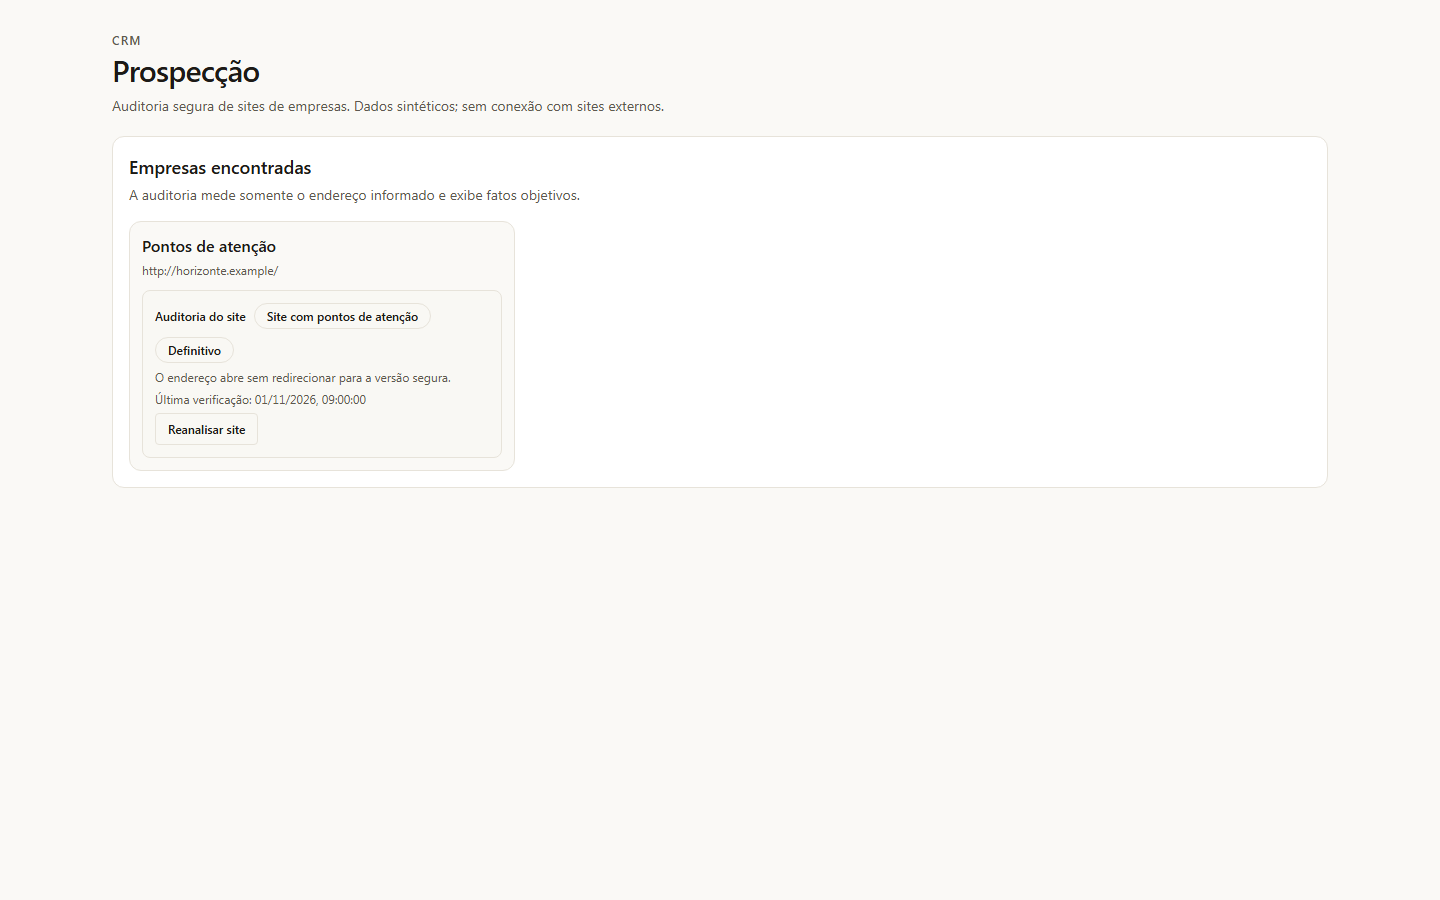 CRM
Prospecção
Auditoria segura de sites de empresas. Dados sintéticos; sem conexão com sites externos.
Empresas encontradas
A auditoria mede somente o endereço informado e exibe fatos objetivos.
Pontos de atenção
http://horizonte.example/
Auditoria do site Site com pontos de atenção
Definitivo
O endereço abre sem redirecionar para a versão segura.
Última verificação: 01/11/2026, 09:00:00
Reanalisar site